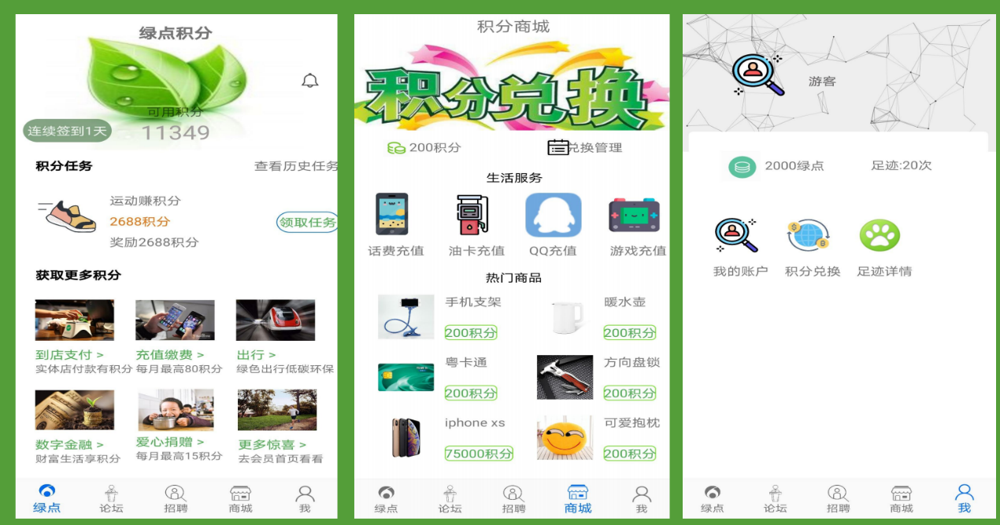 绿点积分
可用积分
连续签到1天
11349
积分任务 查看历史任务
运动赚积分
2688积分
领取任务
奖励2688积分
获取更多积分
到店支付 > 充值缴费 > 出行 >
实体店付款有积分 每月最高80积分 绿色出行低碳环保
数字金融 > 爱心捐赠 > 更多惊喜 >
财富生活享积分 每月最高15积分 去会员首页看看
绿点 论坛 招聘 商城 我
积分商城
积分兑换
200积分 兑换管理
生活服务
话费充值 油卡充值 QQ充值 游戏充值
热门商品
手机支架 暖水壶
200积分 200积分
粤卡通 方向盘锁
200积分 200积分
iphone xs 可爱抱枕
75000积分 200积分
绿点 论坛 招聘 商城 我
游客
2000绿点 足迹:20次
我的账户 积分兑换 足迹详情
绿点 论坛 招聘 商城 我